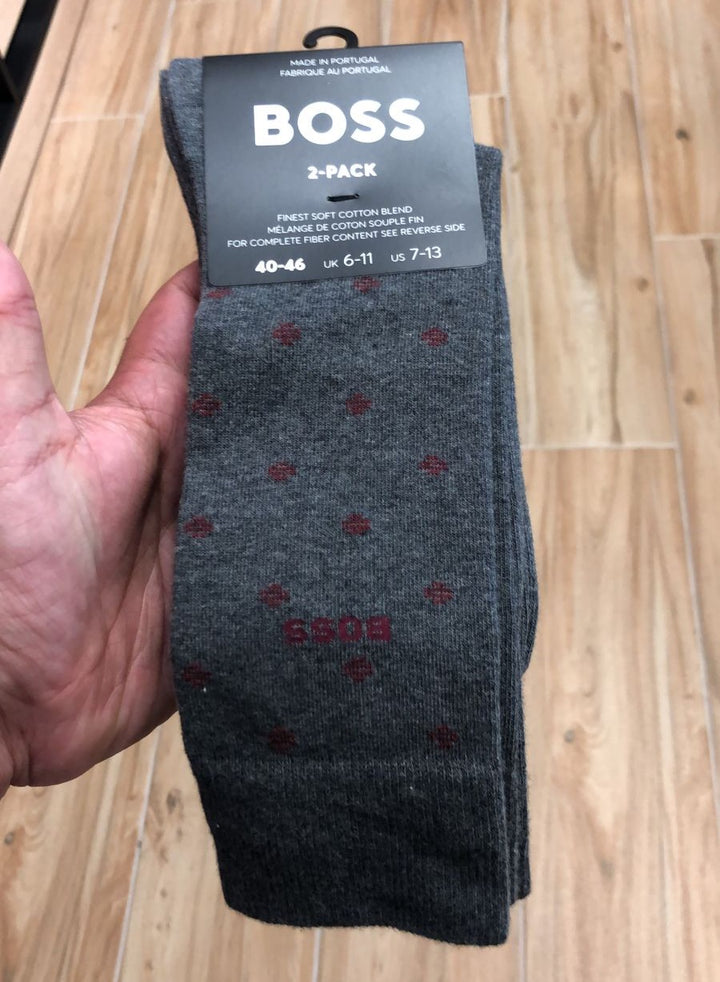 MADE IN PORTUGAL
FABRIQUE AU PORTUGAL
BOSS
2-PACK
FINEST SOFT COTTON BLEND
MÉLANGE DE COTON SOUPLE FIN
FOR COMPLETE FIBER CONTENT SEE REVERSE SIDE
40-46 UK 6-11 US 7-13
BOSS